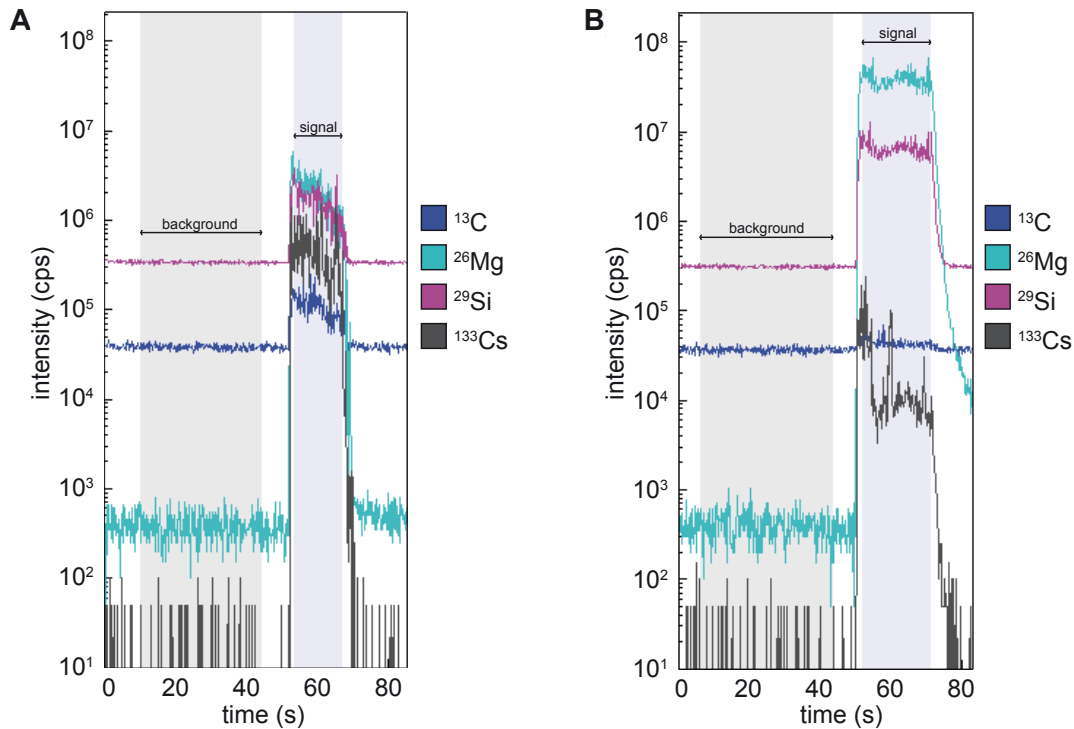 A
intensity (cps)
10⁸
10⁷
10⁶
10⁵
10⁴
10³
10²
10¹
background
signal
0 20 40 60 80
time (s)
¹³C
²⁶Mg
²⁹Si
¹³³Cs
B
intensity (cps)
10⁸
10⁷
10⁶
10⁵
10⁴
10³
10²
10¹
background
signal
0 20 40 60 80
time (s)
¹³C
²⁶Mg
²⁹Si
¹³³Cs